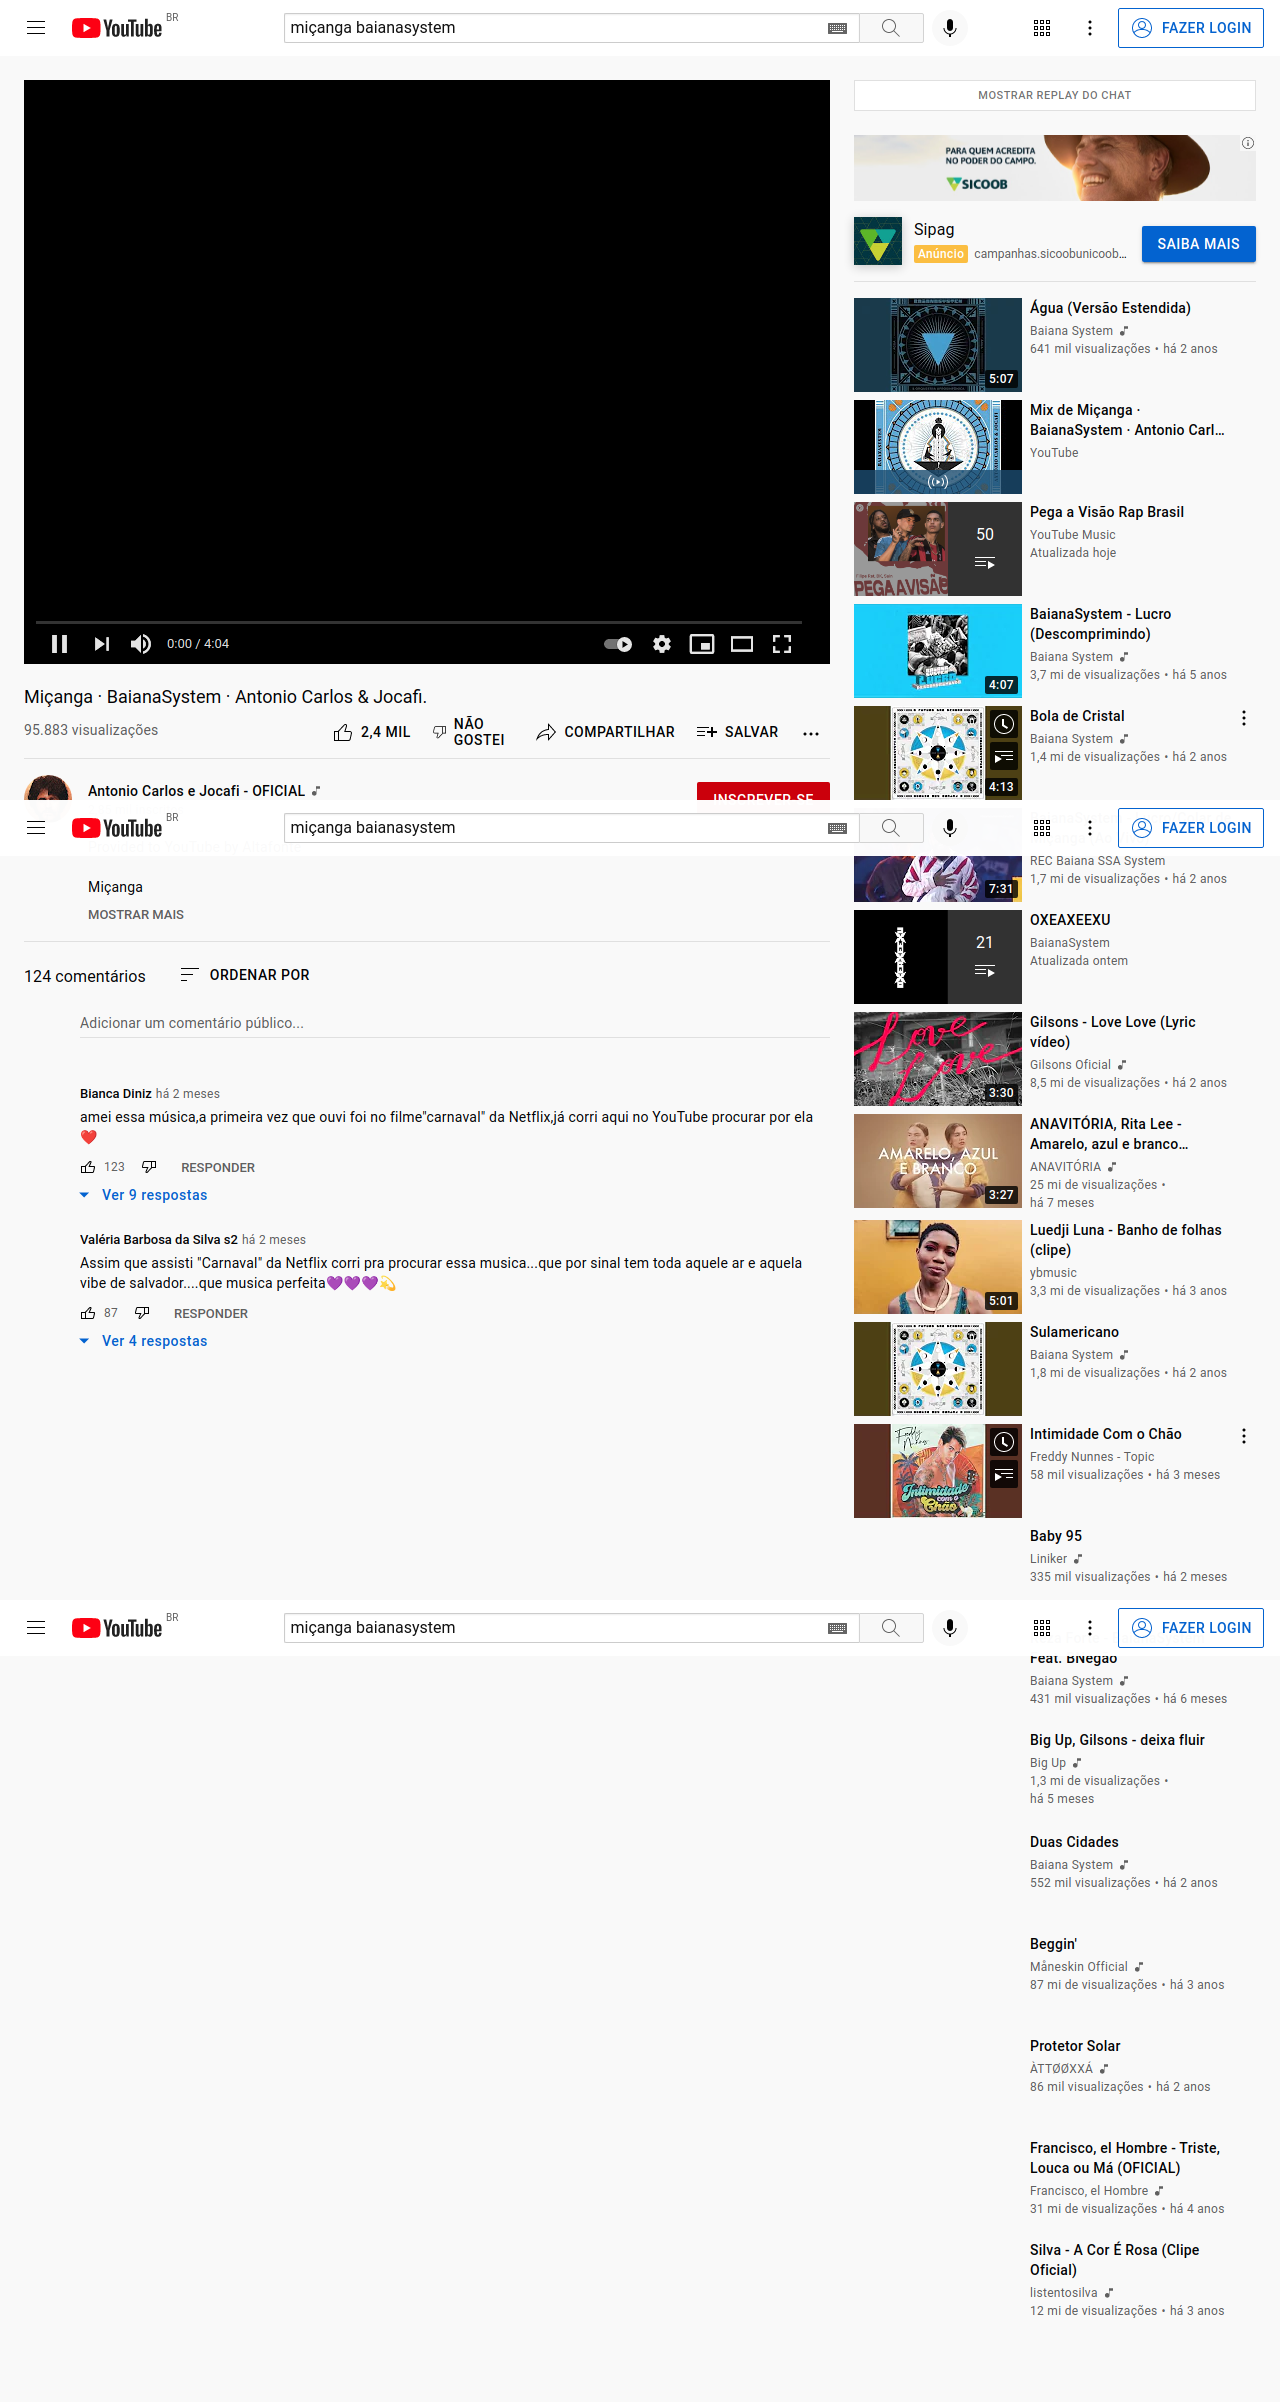 YouTube BR
miçanga baianasystem
FAZER LOGIN
0:00 / 4:04
Miçanga · BaianaSystem · Antonio Carlos & Jocafi.
95.883 visualizações
2,4 MIL
NÃO GOSTEI
COMPARTILHAR
SALVAR
Antonio Carlos e Jocafi - OFICIAL
INSCREVER-SE
MOSTRAR REPLAY DO CHAT
PARA QUEM ACREDITA
NO PODER DO CAMPO.
SICOOB
Sipag
Anúncio campanhas.sicoobunicoob...
SAIBA MAIS
5:07
Água (Versão Estendida)
Baiana System
641 mil visualizações • há 2 anos
Mix de Miçanga ·
BaianaSystem · Antonio Carl...
YouTube
PEGA A VISÃO
50
Pega a Visão Rap Brasil
YouTube Music
Atualizada hoje
LUCRO
4:07
BaianaSystem - Lucro
(Descomprimindo)
Baiana System
3,7 mi de visualizações • há 5 anos
4:13
Bola de Cristal
Baiana System
1,4 mi de visualizações • há 2 anos
YouTube BR
miçanga baianasystem
FAZER LOGIN
Miçanga
MOSTRAR MAIS
124 comentários
ORDENAR POR
Adicionar um comentário público...
Bianca Diniz há 2 meses
amei essa música,a primeira vez que ouvi foi no filme"carnaval" da Netflix,já corri aqui no YouTube procurar por ela
❤️
123
RESPONDER
Ver 9 respostas
Valéria Barbosa da Silva s2 há 2 meses
Assim que assisti "Carnaval" da Netflix corri pra procurar essa musica...que por sinal tem toda aquele ar e aquela
vibe de salvador....que musica perfeita💜💜💜💫
87
RESPONDER
Ver 4 respostas
7:31
REC Baiana SSA System
1,7 mi de visualizações • há 2 anos
21
OXEAXEEXU
BaianaSystem
Atualizada ontem
Love
Love
3:30
Gilsons - Love Love (Lyric
vídeo)
Gilsons Oficial
8,5 mi de visualizações • há 2 anos
AMARELO, AZUL
E BRANCO
3:27
ANAVITÓRIA, Rita Lee -
Amarelo, azul e branco...
ANAVITÓRIA
25 mi de visualizações •
há 7 meses
5:01
Luedji Luna - Banho de folhas
(clipe)
ybmusic
3,3 mi de visualizações • há 3 anos
Sulamericano
Baiana System
1,8 mi de visualizações • há 2 anos
Intimidade
COM O
Chão
Intimidade Com o Chão
Freddy Nunnes - Topic
58 mil visualizações • há 3 meses
Baby 95
Liniker
335 mil visualizações • há 2 meses
YouTube BR
miçanga baianasystem
FAZER LOGIN
Feat. BNegão
Baiana System
431 mil visualizações • há 6 meses
Big Up, Gilsons - deixa fluir
Big Up
1,3 mi de visualizações •
há 5 meses
Duas Cidades
Baiana System
552 mil visualizações • há 2 anos
Beggin'
Måneskin Official
87 mi de visualizações • há 3 anos
Protetor Solar
ÀTTØØXXÁ
86 mil visualizações • há 2 anos
Francisco, el Hombre - Triste,
Louca ou Má (OFICIAL)
Francisco, el Hombre
31 mi de visualizações • há 4 anos
Silva - A Cor É Rosa (Clipe
Oficial)
listentosilva
12 mi de visualizações • há 3 anos